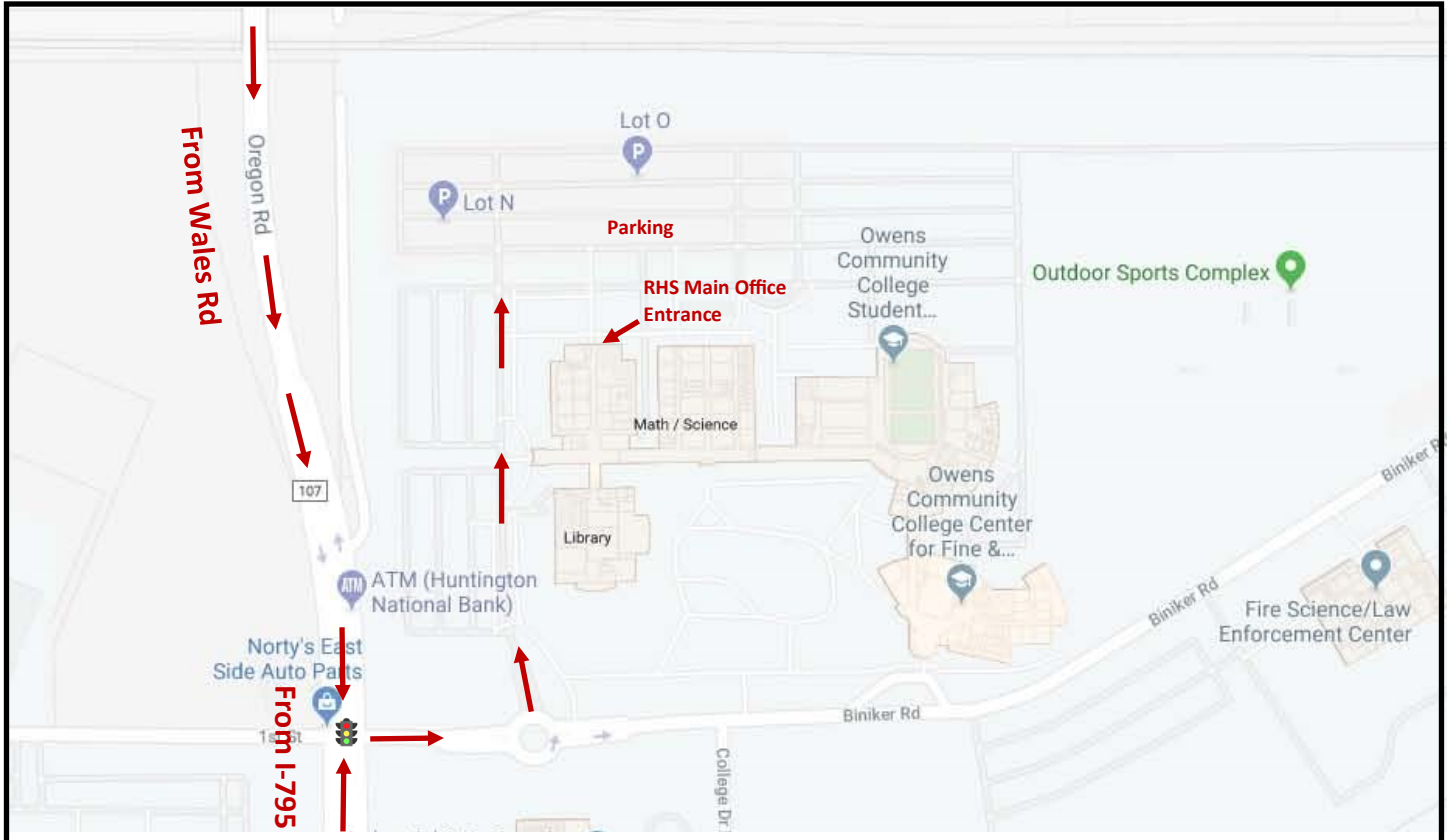 Lot O
P
From Wales Rd
Oregon Rd
P
Lot N
Parking
Owens
Community
College
Student...
Outdoor Sports Complex
RHS Main Office
Entrance
Math / Science
Biniker
107
Owens
Community
College Center
for Fine &...
Library
ATM
ATM (Huntington
National Bank)
Biniker Rd
Fire Science/Law
Enforcement Center
Norty's East
Side Auto Parts
From I-795
1st St
Biniker Rd
College Dr